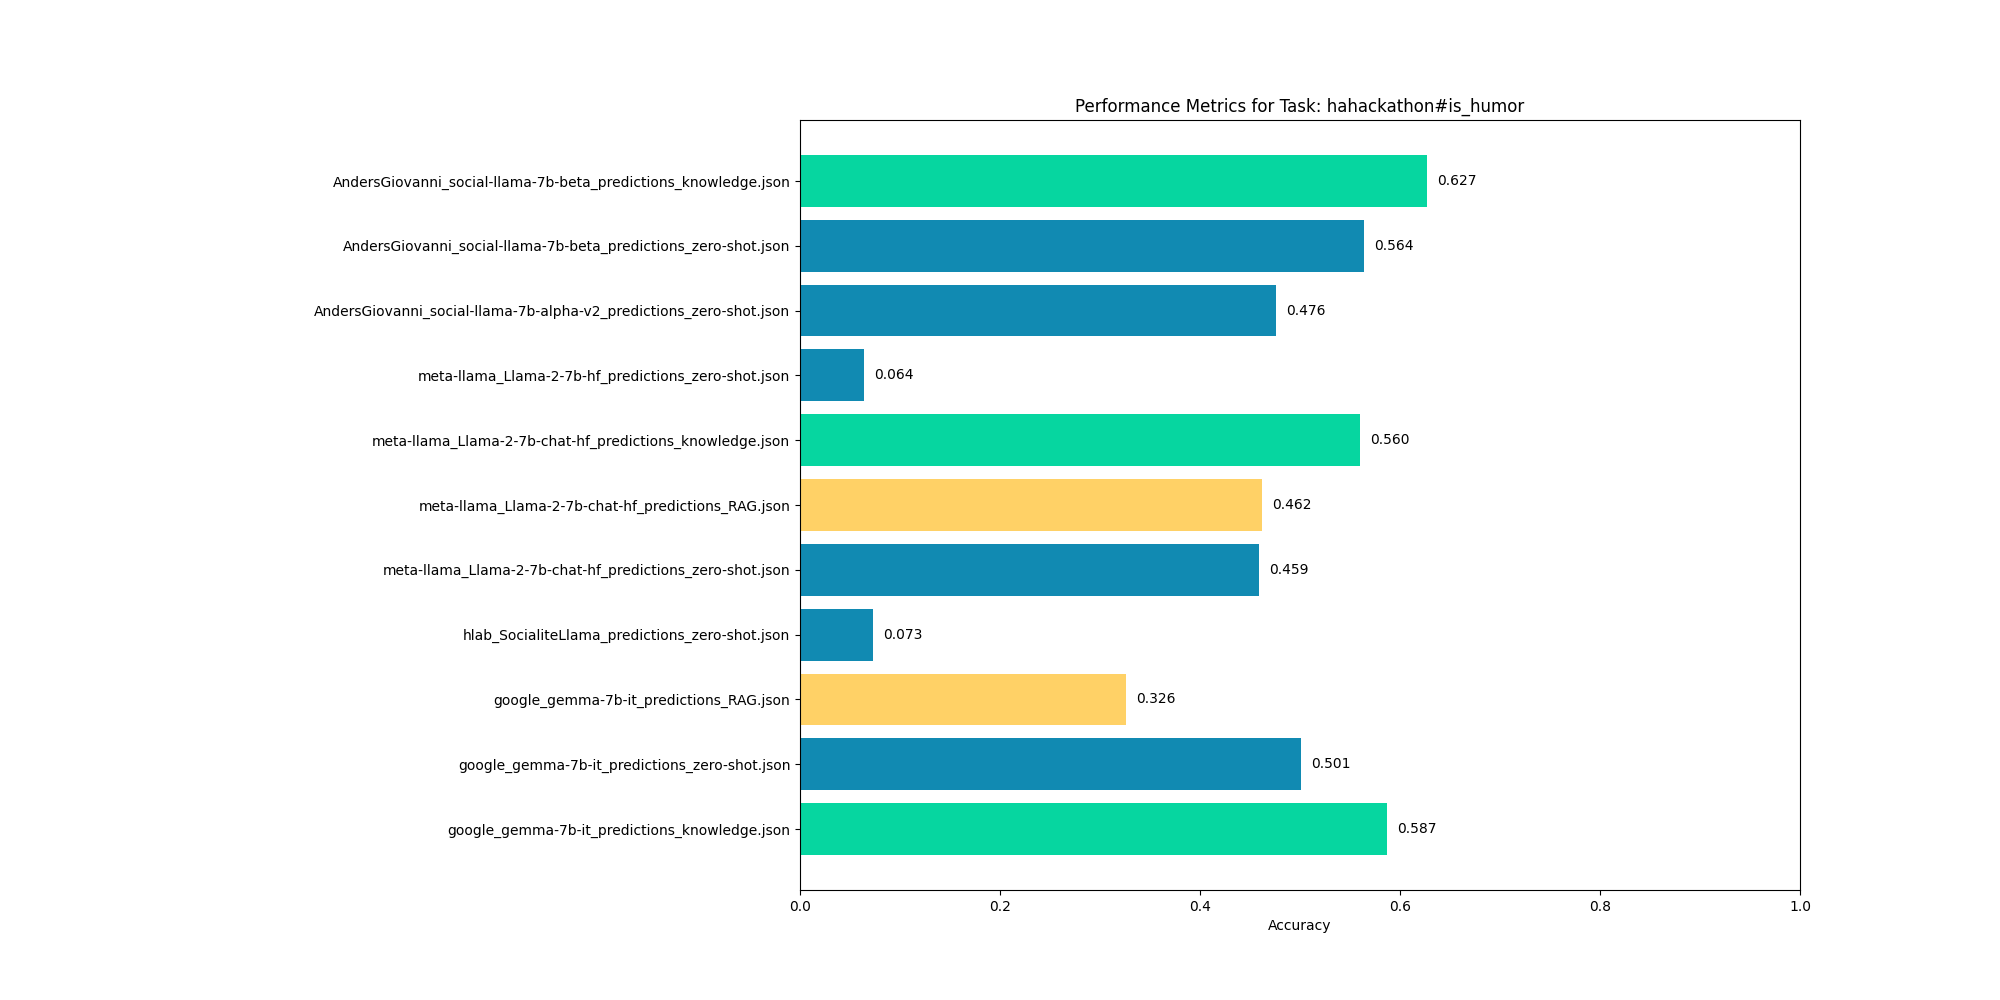 Performance Metrics for Task: hahackathon#is_humor
AndersGiovanni_social-llama-7b-beta_predictions_knowledge.json 0.627
AndersGiovanni_social-llama-7b-beta_predictions_zero-shot.json 0.564
AndersGiovanni_social-llama-7b-alpha-v2_predictions_zero-shot.json 0.476
meta-llama_Llama-2-7b-hf_predictions_zero-shot.json 0.064
meta-llama_Llama-2-7b-chat-hf_predictions_knowledge.json 0.560
meta-llama_Llama-2-7b-chat-hf_predictions_RAG.json 0.462
meta-llama_Llama-2-7b-chat-hf_predictions_zero-shot.json 0.459
hlab_SocialiteLlama_predictions_zero-shot.json 0.073
google_gemma-7b-it_predictions_RAG.json 0.326
google_gemma-7b-it_predictions_zero-shot.json 0.501
google_gemma-7b-it_predictions_knowledge.json 0.587
0.0 0.2 0.4 0.6 0.8 1.0
Accuracy